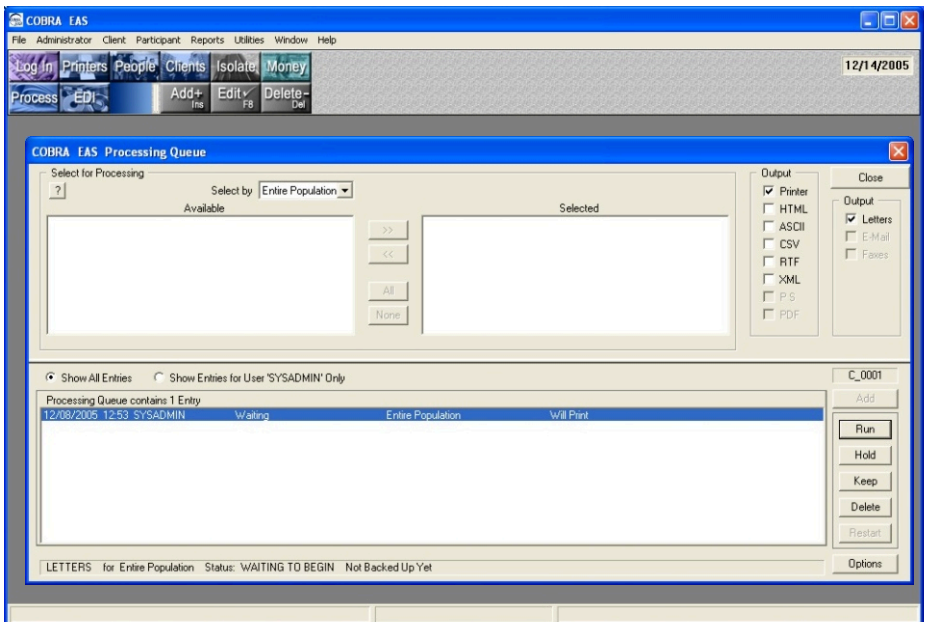 COBRA EAS
File Administrator Client Participant Reports Utilities Window Help
Log In Printers People Clients Isolate Money
12/14/2005
Process EDI Add+ Ins Edit✓ F8 Delete- Del
COBRA EAS Processing Queue
Select for Processing
?
Select by Entire Population
Available
Selected
>>
<<
All
None
Output
Printer
HTML
ASCII
CSV
RTF
XML
P S
PDF
Close
Output
Letters
E-Mail
Faxes
Show All Entries Show Entries for User 'SYSADMIN' Only
C_0001
Processing Queue contains 1 Entry
12/08/2005 12:53 SYSADMIN Waiting Entire Population Will Print
Add
Run
Hold
Keep
Delete
Restart
Options
LETTERS for Entire Population Status: WAITING TO BEGIN Not Backed Up Yet